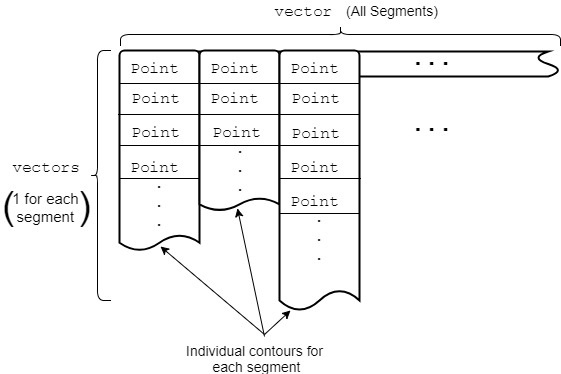 vector (All Segments)
Point Point Point ...
Point Point Point
Point Point Point ...
Point Point
Point
vectors
(1 for each
segment)
Individual contours for
each segment